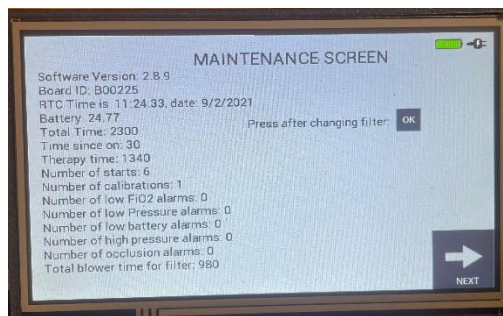 MAINTENANCE SCREEN
Software Version: 2.8.9
Board ID: B00225
RTC Time is 11:24:33, date: 9/2/2021
Battery 24.77
Total Time: 2300
Press after changing filter: OK
Time since on: 30
Therapy time: 1340
Number of starts: 6
Number of calibrations: 1
Number of low FiO2 alarms: 0
Number of low Pressure alarms: 0
Number of low battery alarms: 0
Number of high pressure alarms: 0
Number of occlusion alarms: 0
Total blower time for filter: 980
NEXT